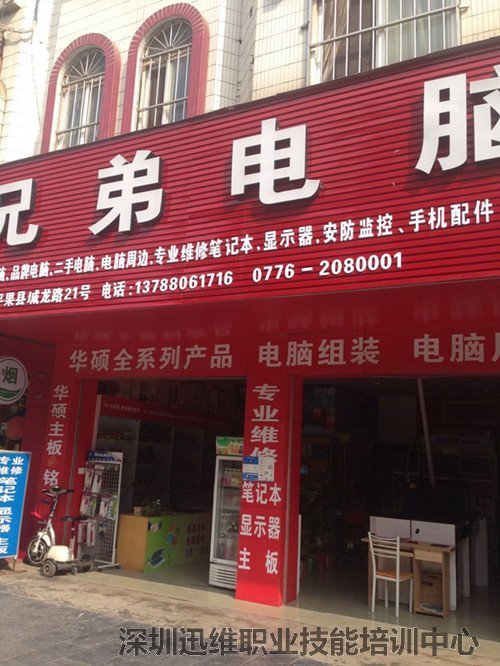 兄弟电脑
脑,品牌电脑,二手电脑,电脑周边,专业维修笔记本,显示器,安防监控、手机配件
平果县城龙路21号 电话:13788061716 0776-2080001
华硕全系列产品 电脑组装 电脑
烟
华硕主板
专业维修
笔记本
显示器
主板
专业
维修
笔记本
显示器
主板
深圳迅维职业技能培训中心